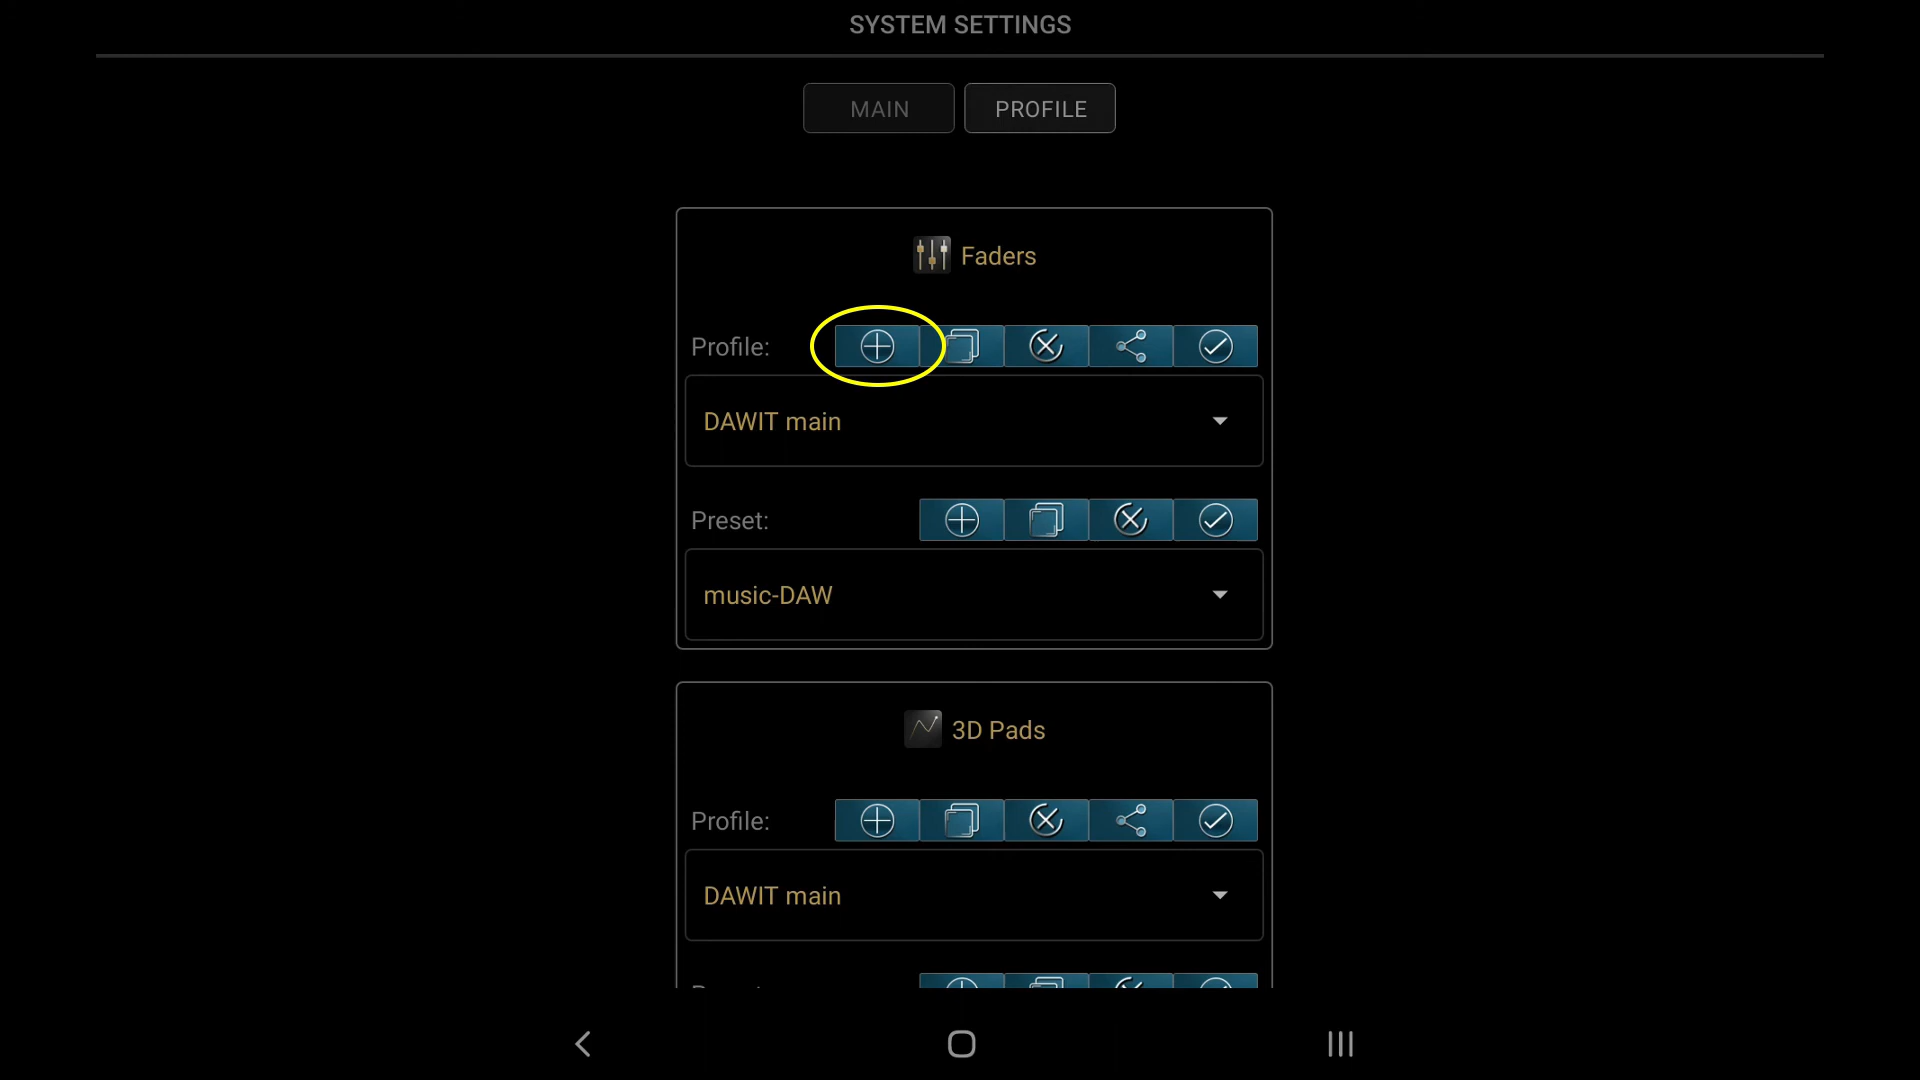 SYSTEM SETTINGS
MAIN PROFILE
Faders
Profile:
DAWIT main
Preset:
music-DAW
3D Pads
Profile:
DAWIT main